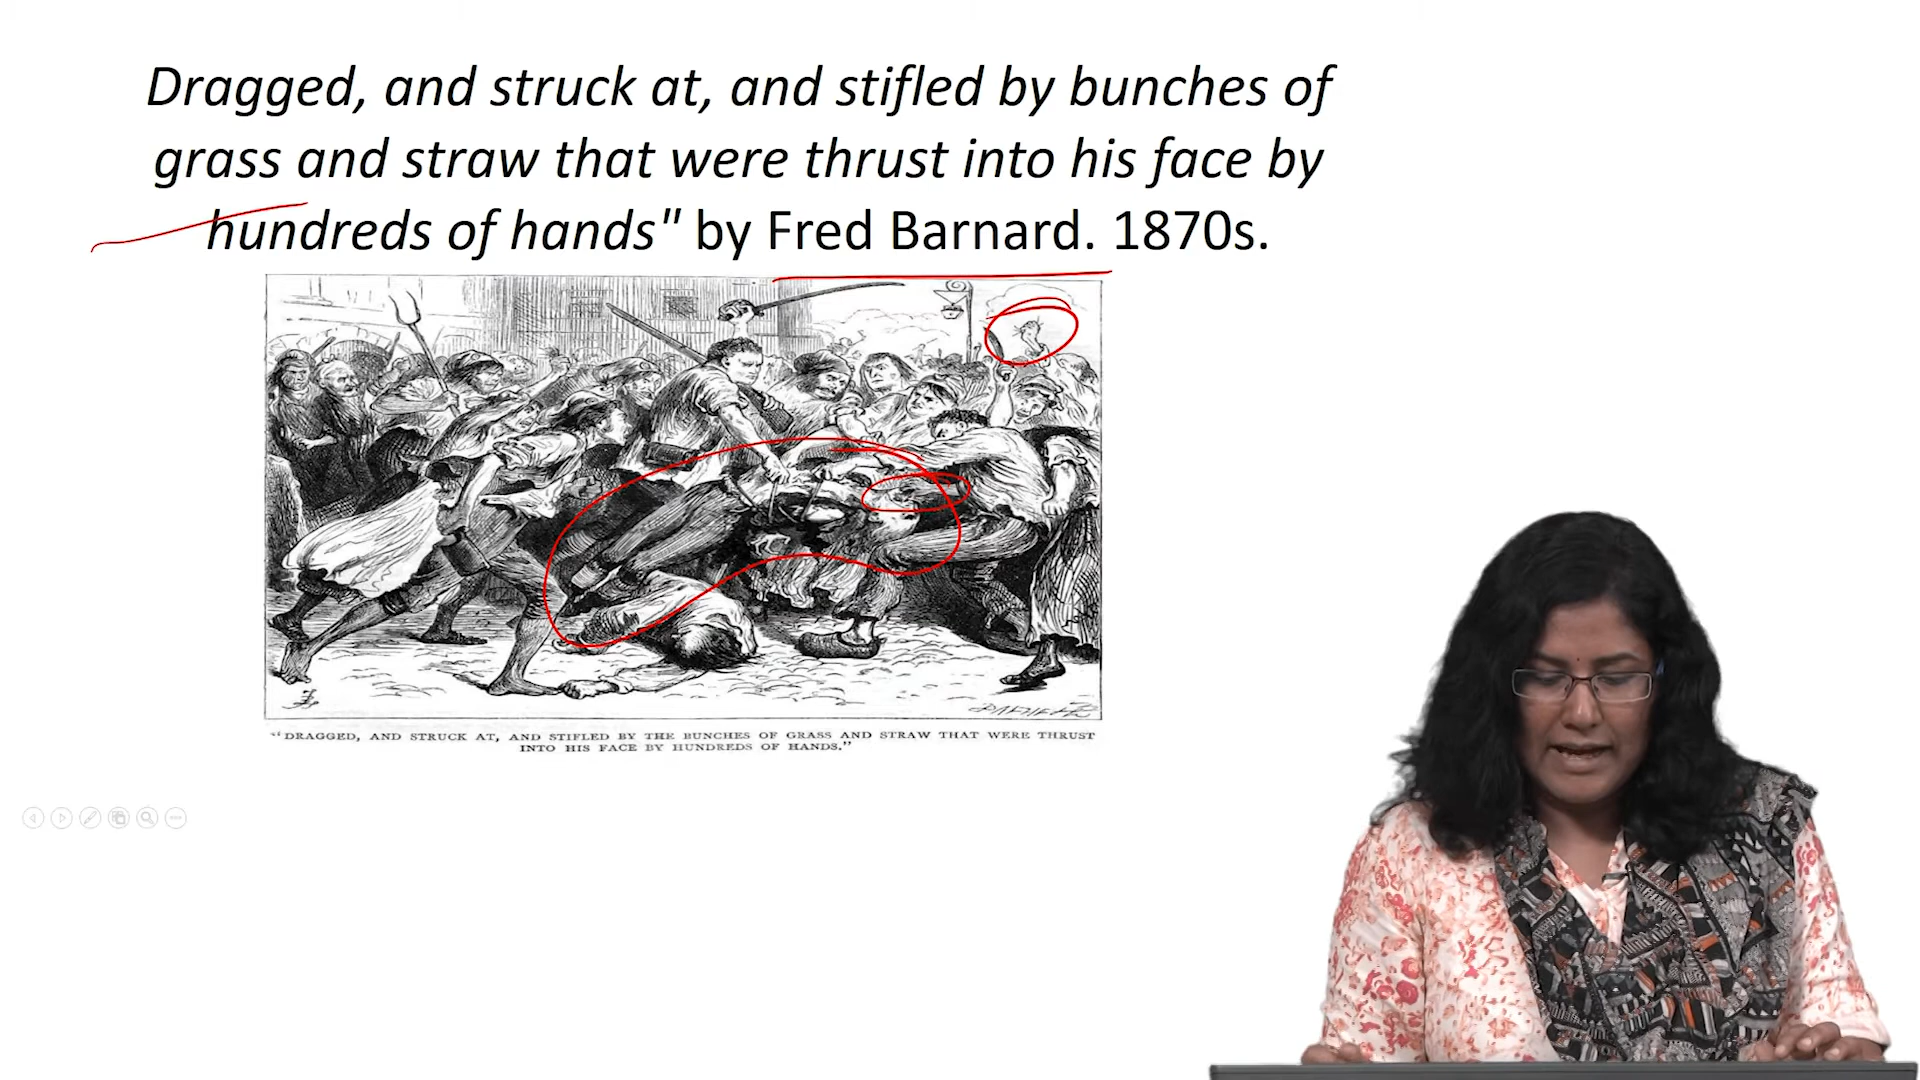 Dragged, and struck at, and stifled by bunches of
grass and straw that were thrust into his face by
hundreds of hands" by Fred Barnard. 1870s.
"DRAGGED, AND STRUCK AT, AND STIFLED BY THE BUNCHES OF GRASS AND STRAW THAT WERE THRUST
INTO HIS FACE BY HUNDREDS OF HANDS."